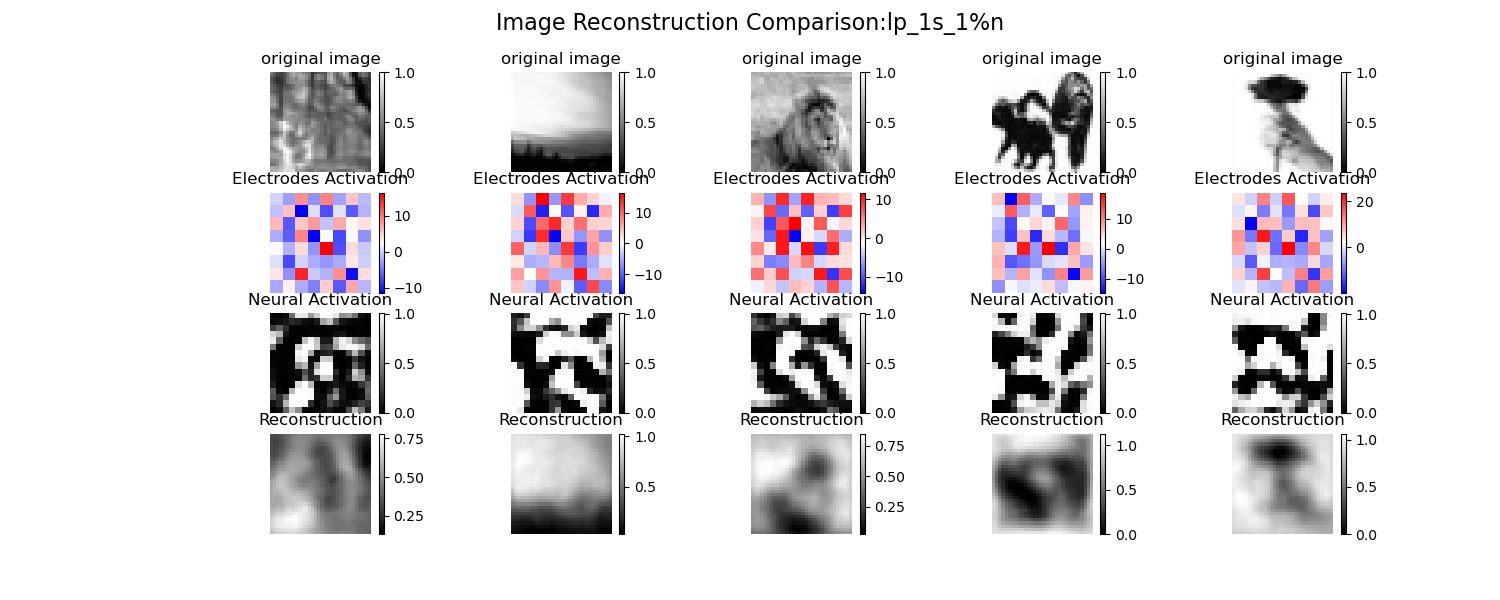 Image Reconstruction Comparison:lp_1s_1%n
original image original image original image original image original image
1.0 1.0 1.0 1.0 1.0
0.5 0.5 0.5 0.5 0.5
0.0 0.0 0.0 0.0 0.0
Electrodes Activation Electrodes Activation Electrodes Activation Electrodes Activation Electrodes Activation
10 10 10 10 20
0 0 0 0 0
−10 −10 −10 −10
Neural Activation Neural Activation Neural Activation Neural Activation Neural Activation
1.0 1.0 1.0 1.0 1.0
0.5 0.5 0.5 0.5 0.5
0.0 0.0 0.0 0.0 0.0
Reconstruction Reconstruction Reconstruction Reconstruction Reconstruction
0.75 1.0 0.75 1.0 1.0
0.50 0.5 0.50 0.5 0.5
0.25 0.25 0.0 0.0